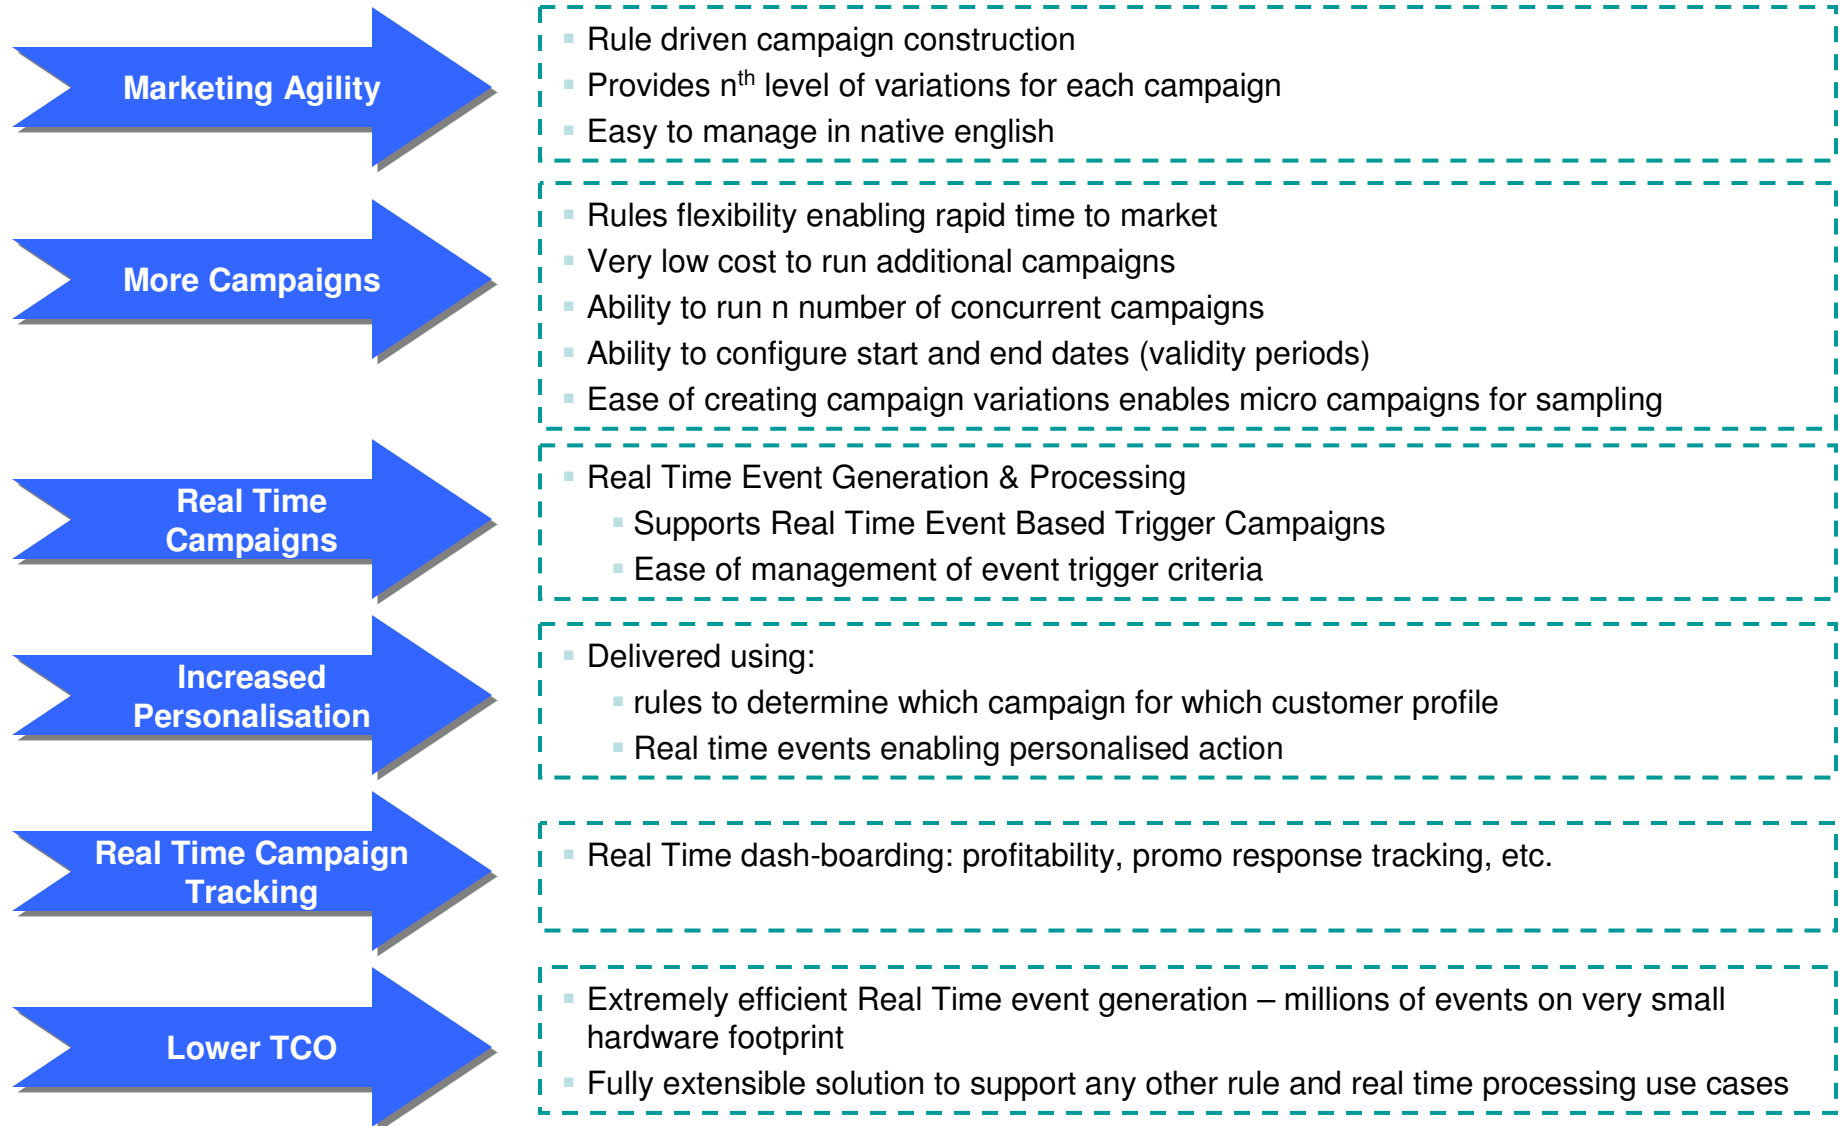 Marketing Agility
Rule driven campaign construction
Provides nth level of variations for each campaign
Easy to manage in native english
More Campaigns
Rules flexibility enabling rapid time to market
Very low cost to run additional campaigns
Ability to run n number of concurrent campaigns
Ability to configure start and end dates (validity periods)
Ease of creating campaign variations enables micro campaigns for sampling
Real Time
Campaigns
Real Time Event Generation & Processing
Supports Real Time Event Based Trigger Campaigns
Ease of management of event trigger criteria
Increased
Personalisation
Delivered using:
rules to determine which campaign for which customer profile
Real time events enabling personalised action
Real Time Campaign
Tracking
Real Time dash-boarding: profitability, promo response tracking, etc.
Lower TCO
Extremely efficient Real Time event generation – millions of events on very small
hardware footprint
Fully extensible solution to support any other rule and real time processing use cases